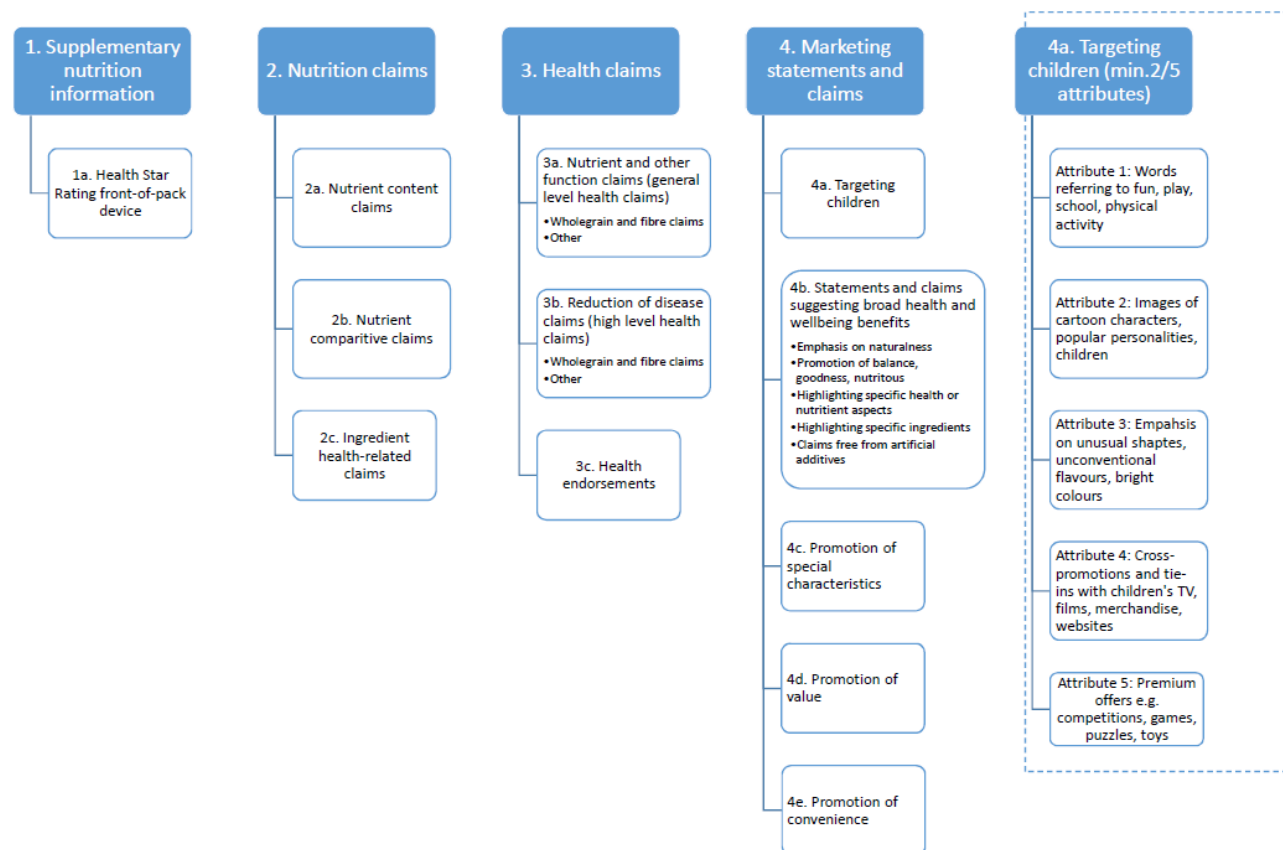 1. Supplementary
nutrition
information
1a. Health Star
Rating front-of-pack
device
2. Nutrition claims
2a. Nutrient content
claims
2b. Nutrient
comparitive claims
2c. Ingredient
health-related
claims
3. Health claims
3a. Nutrient and other
function claims (general
level health claims)
•Wholegrain and fibre claims
•Other
3b. Reduction of disease
claims (high level health
claims)
•Wholegrain and fibre claims
•Other
3c. Health
endorsements
4. Marketing
statements and
claims
4a. Targeting
children
4b. Statements and claims
suggesting broad health and
wellbeing benefits
•Emphasis on naturalness
•Promotion of balance,
goodness, nutritous
•Highlighting specific health or
nutritient aspects
•Highlighting specific ingredients
•Claims free from artificial
additives
4c. Promotion of
special
characteristics
4d. Promotion of
value
4e. Promotion of
convenience
4a. Targeting
children (min.2/5
attributes)
Attribute 1: Words
referring to fun, play,
school, physical
activity
Attribute 2: Images of
cartoon characters,
popular personalities,
children
Attribute 3: Empahsis
on unusual shaptes,
unconventional
flavours, bright
colours
Attribute 4: Cross-
promotions and tie-
ins with children's TV,
films, merchandise,
websites
Attribute 5: Premium
offers e.g.
competitions, games,
puzzles, toys